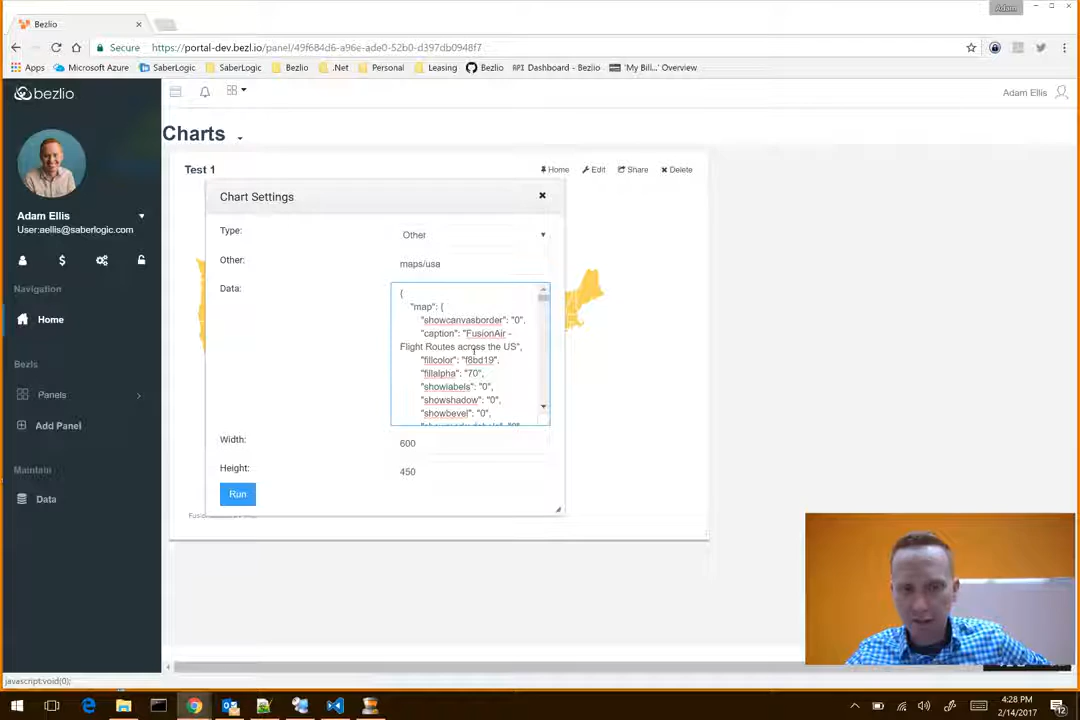 Adam
Bezlio
Secure https://portal-dev.bezl.io/panel/49f684d6-a96e-ade0-52b0-d397db0948f7
Apps Microsoft Azure SaberLogic SaberLogic Bezlio .Net Personal Leasing Bezlio RPI Dashboard - Bezlio 'My Bill...' Overview
bezlio
Adam Ellis
Charts
Test 1
Home Edit Share Delete
Adam Ellis
User:aellis@saberlogic.com
Navigation
Home
Bezls
Panels
Add Panel
Maintain
Data
Chart Settings
Type:
Other
Other:
maps/usa
Data:
{
"map": {
"showcanvasborder": "0",
"caption": "FusionAir -
Flight Routes across the US",
"fillcolor": "f8bd19",
"fillalpha": "70",
"showlabels": "0",
"showshadow": "0",
"showbevel": "0",
Width:
600
Height:
450
Run
javascript:void(0);
4:28 PM
2/14/2017
12